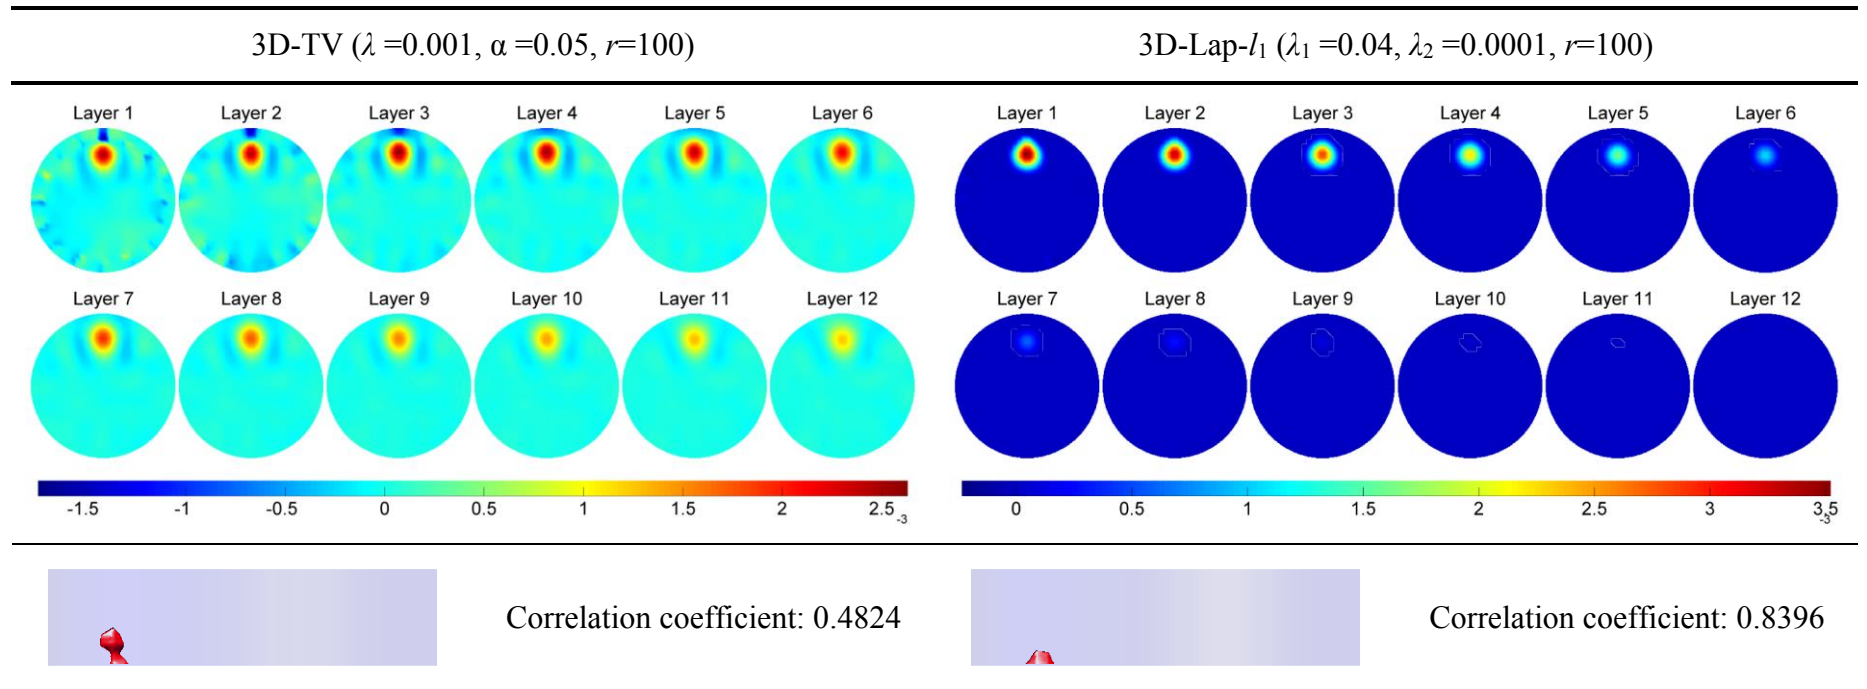 3D-TV (λ =0.001, α =0.05, r=100)
3D-Lap-l1 (λ1 =0.04, λ2 =0.0001, r=100)
Layer 1 Layer 2 Layer 3 Layer 4 Layer 5 Layer 6
Layer 7 Layer 8 Layer 9 Layer 10 Layer 11 Layer 12
-1.5 -1 -0.5 0 0.5 1 1.5 2 2.5 -3
Layer 1 Layer 2 Layer 3 Layer 4 Layer 5 Layer 6
Layer 7 Layer 8 Layer 9 Layer 10 Layer 11 Layer 12
0 0.5 1 1.5 2 2.5 3 3.5 -3
Correlation coefficient: 0.4824
Correlation coefficient: 0.8396